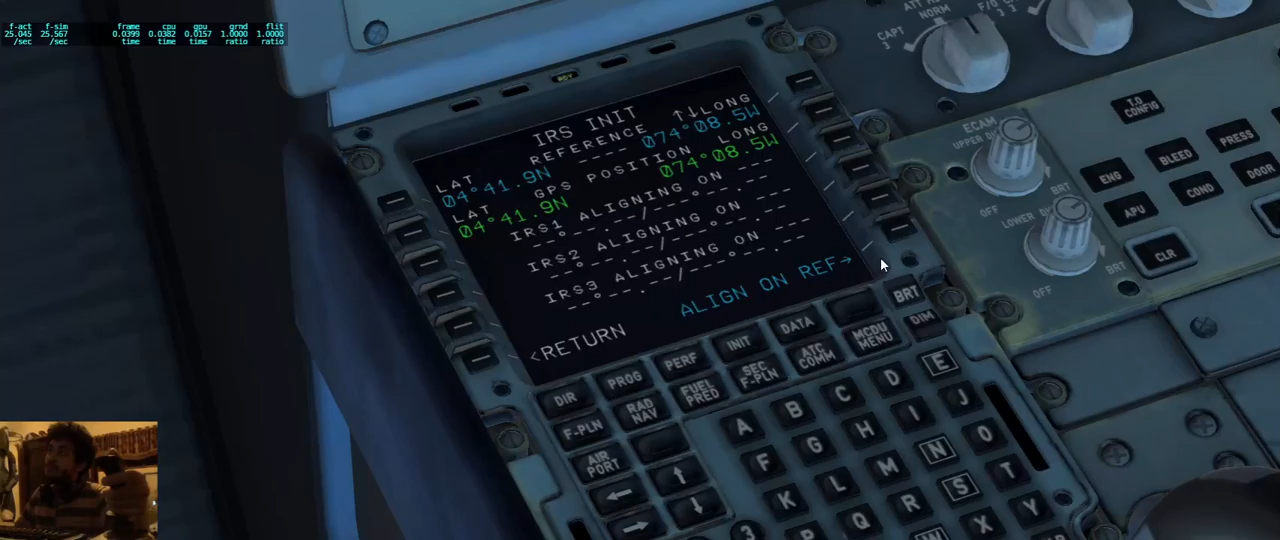 f-act f-sim frame cpu gpu grnd flit
25.045 25.567 0.0399 0.0382 0.0157 1.0000 1.0000
/sec /sec time time time ratio ratio
RDY
IRS INIT ↑↓LONG
LAT REFERENCE 074°08.5W
04°41.9N ---- LONG
LAT GPS POSITION 074°08.5W
04°41.9N
IRS1 ALIGNING ON ---
--°--.--/---°--.--
IRS2 ALIGNING ON ---
--°--.--/---°--.--
IRS3 ALIGNING ON ---
--°--.--/---°--.--
ALIGN ON REF→
<RETURN
BRT
DIM
DIR PROG PERF INIT DATA
F-PLN RAD NAV FUEL PRED SEC F-PLN ATC COMM MCDU MENU
AIR PORT
← ↑
→ ↓
A B C D E
F G H I J
K L M N O
P Q R S T
X Y
3
NORM
CAPT
3
F/O
3
ECAM
UPPER
OFF
BRT
LOWER
OFF
BRT
T.O CONFIG
ENG BLEED PRESS
APU COND DOOR
CLR